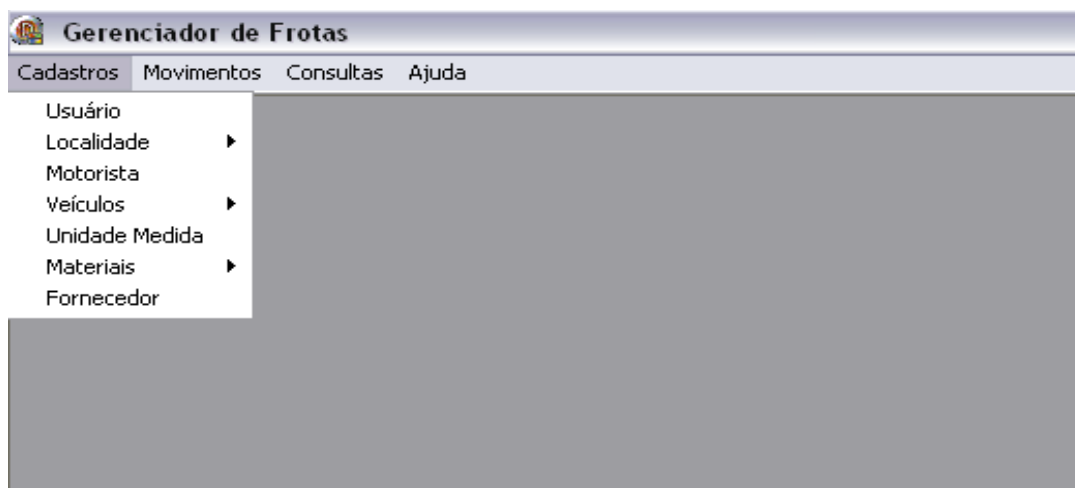 Gerenciador de Frotas
Cadastros Movimentos Consultas Ajuda
Usuário
Localidade
Motorista
Veículos
Unidade Medida
Materiais
Fornecedor